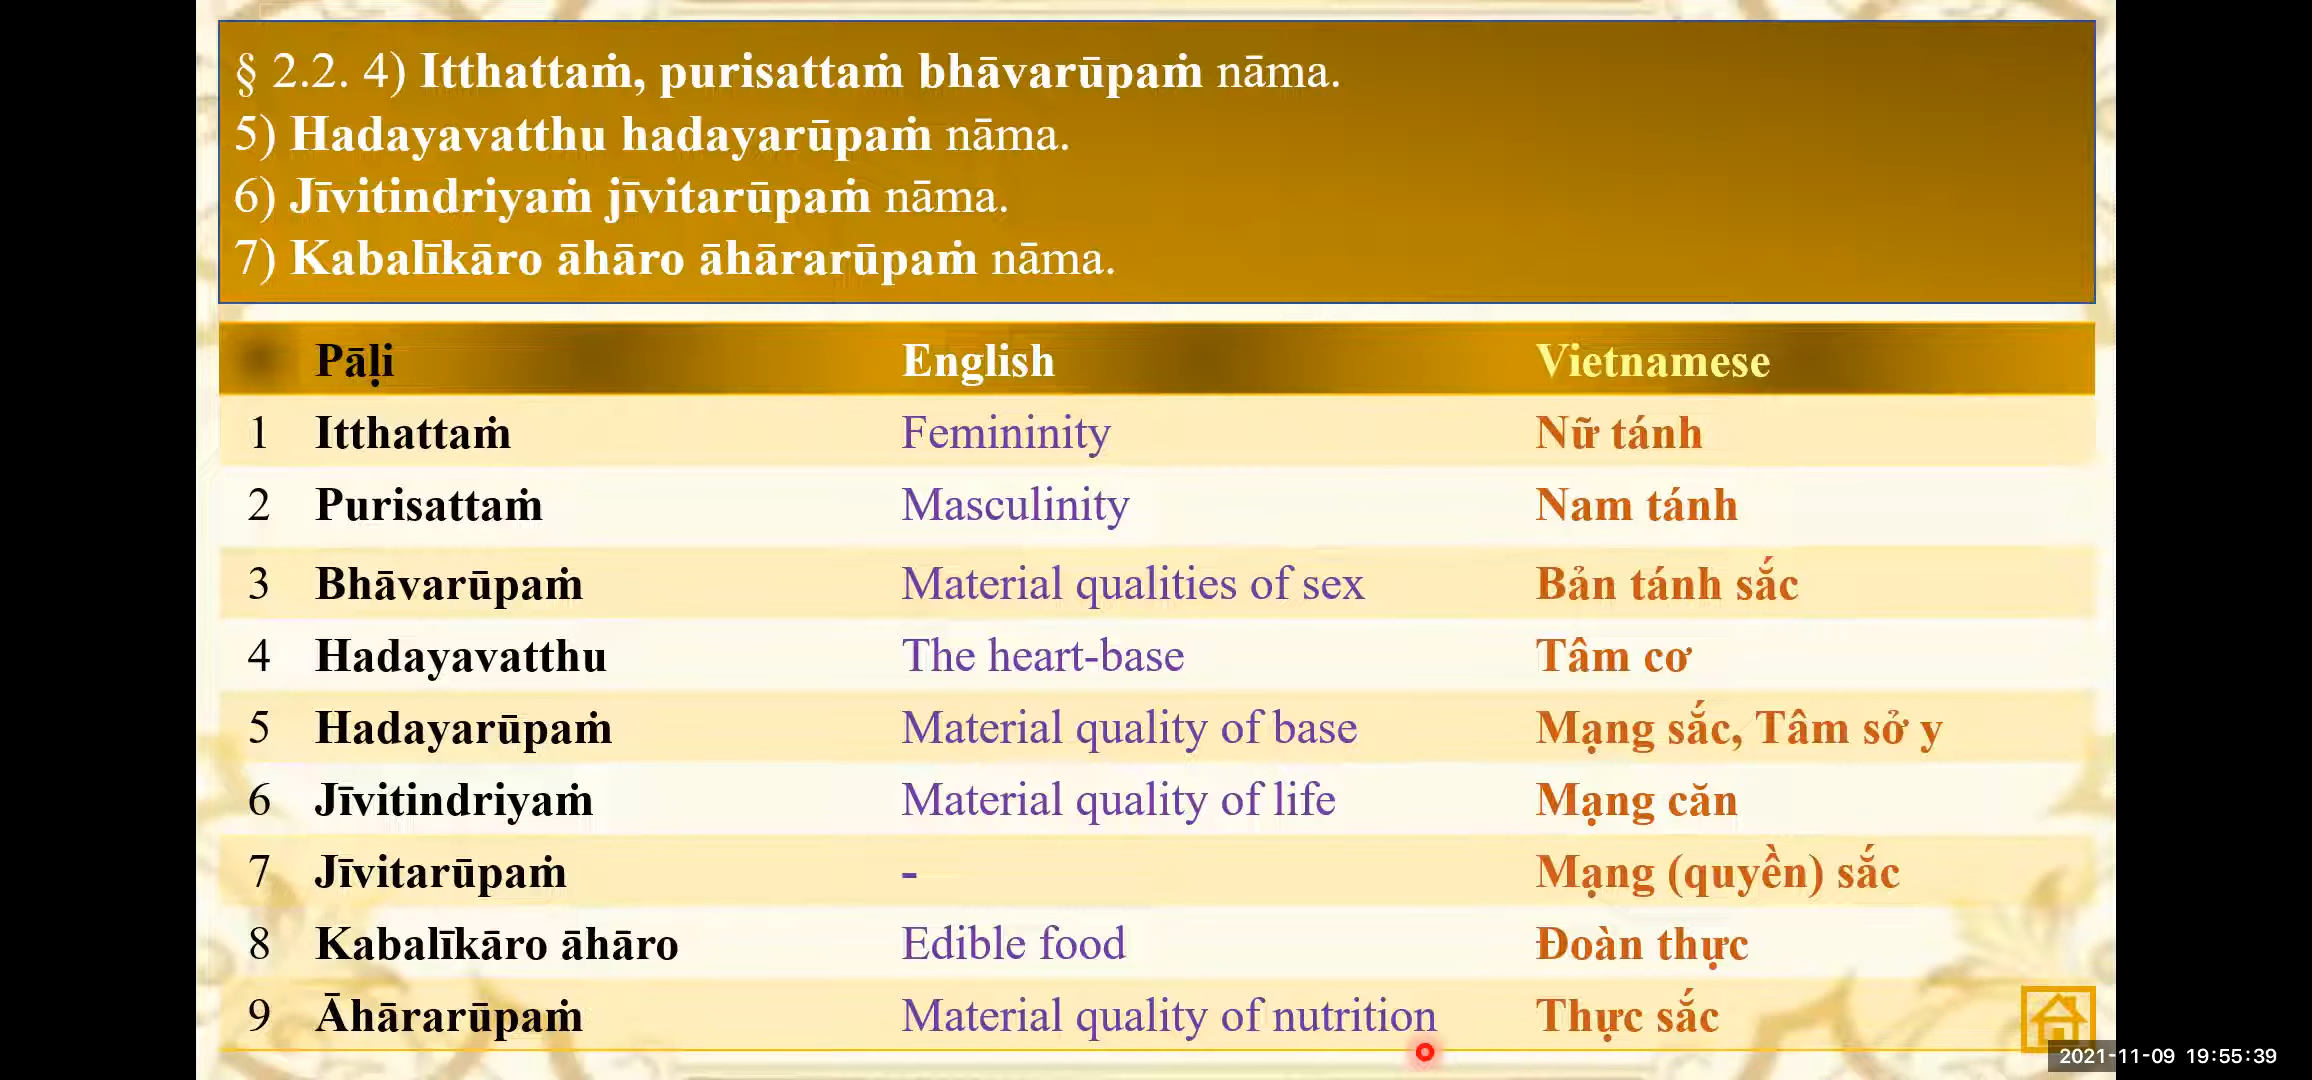 § 2.2. 4) Itthattaṁ, purisattaṁ bhāvarūpaṁ nāma.
5) Hadayavatthu hadayarūpaṁ nāma.
6) Jīvitindriyaṁ jīvitarūpaṁ nāma.
7) Kabalīkāro āhāro āhārarūpaṁ nāma.
Pāḷi English Vietnamese
1 Itthattaṁ Femininity Nữ tánh
2 Purisattaṁ Masculinity Nam tánh
3 Bhāvarūpaṁ Material qualities of sex Bản tánh sắc
4 Hadayavatthu The heart-base Tâm cơ
5 Hadayarūpaṁ Material quality of base Mạng sắc, Tâm sở y
6 Jīvitindriyaṁ Material quality of life Mạng căn
7 Jīvitarūpaṁ - Mạng (quyền) sắc
8 Kabalīkāro āhāro Edible food Đoàn thực
9 Āhārarūpaṁ Material quality of nutrition Thực sắc
2021-11-09 19:55:39